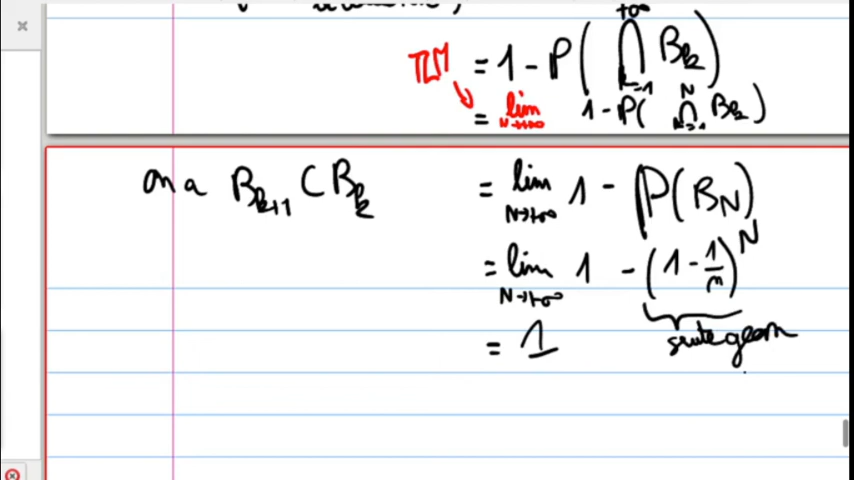 = 1 - P( ⋂_{k=1}^{+∞} B_k )
TLM
= lim_{N→+∞} 1 - P( ⋂_{k=1}^{N} B_k )
on a B_{k+1} ⊂ B_k = lim_{N→+∞} 1 - P(B_N)
= lim_{N→+∞} 1 - (1 - 1/n)^N
= 1 suite géom